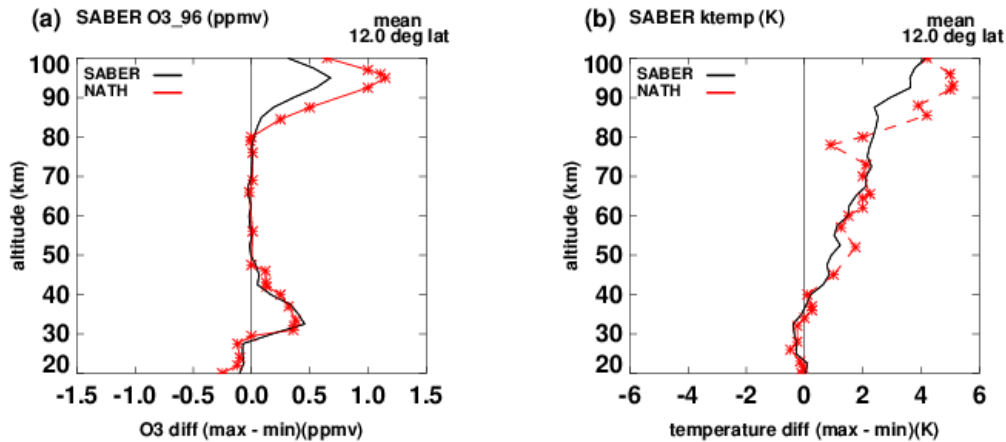 (a) SABER O3_96 (ppmv)
mean
12.0 deg lat
SABER
NATH
altitude (km)
100
90
80
70
60
50
40
30
20
-1.5 -1.0 -0.5 0.0 0.5 1.0 1.5
O3 diff (max - min)(ppmv)
(b) SABER ktemp (K)
mean
12.0 deg lat
SABER
NATH
altitude (km)
100
90
80
70
60
50
40
30
20
-6 -4 -2 0 2 4 6
temperature diff (max - min)(K)